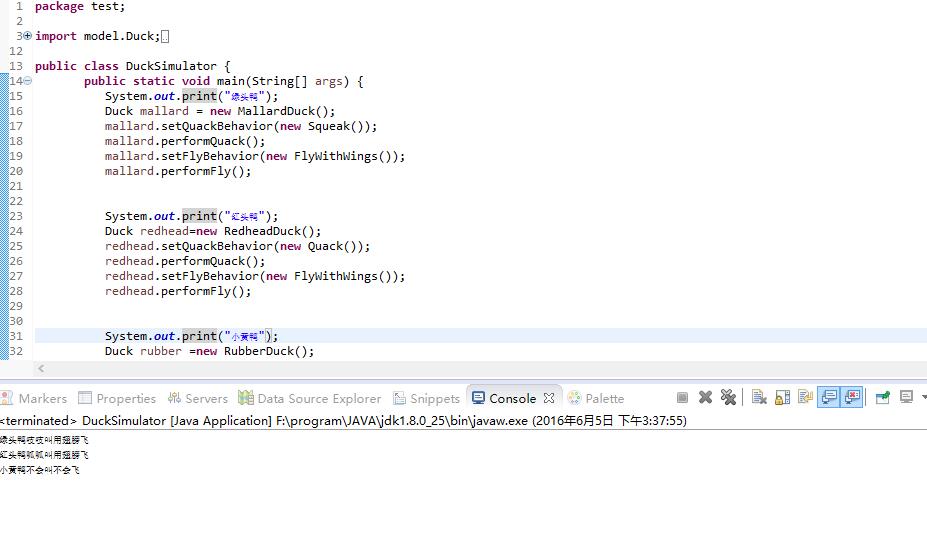 1 package test;
2
3 import model.Duck;
12
13 public class DuckSimulator {
14 public static void main(String[] args) {
15 System.out.print("绿头鸭");
16 Duck mallard = new MallardDuck();
17 mallard.setQuackBehavior(new Squeak());
18 mallard.performQuack();
19 mallard.setFlyBehavior(new FlyWithWings());
20 mallard.performFly();
21
22
23 System.out.print("红头鸭");
24 Duck redhead=new RedheadDuck();
25 redhead.setQuackBehavior(new Quack());
26 redhead.performQuack();
27 redhead.setFlyBehavior(new FlyWithWings());
28 redhead.performFly();
29
30
31 System.out.print("小黄鸭");
32 Duck rubber =new RubberDuck();
Markers Properties Servers Data Source Explorer Snippets Console Palette
<terminated> DuckSimulator [Java Application] F:\program\JAVA\jdk1.8.0_25\bin\javaw.exe (2016年6月5日 下午3:37:55)
绿头鸭吱吱叫用翅膀飞
红头鸭呱呱叫用翅膀飞
小黄鸭不会叫不会飞